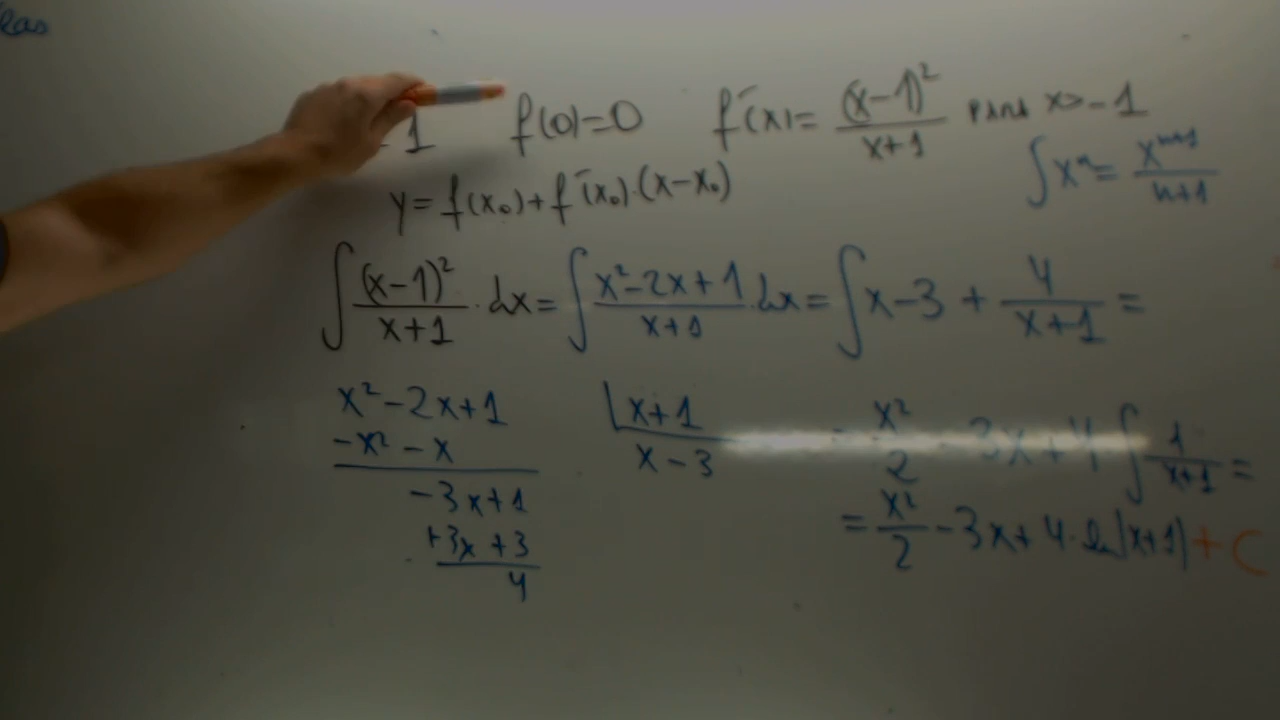 1 f(0)=0 f´(x)= (x-1)²/x+1 PARA x>-1
∫xⁿ= xⁿ⁺¹/n+1
y=f(x₀)+f´(x₀)·(x-x₀)
∫(x-1)²/x+1 ·dx= ∫x²-2x+1/x+1 ·dx= ∫x-3 + 4/x+1 =
x²-2x+1 x+1
-x²-x x-3
-3x+1
+3x+3
4
= x²/2 -3x+4∫1/x+1 =
= x²/2 -3x+4·ln|x+1|+C